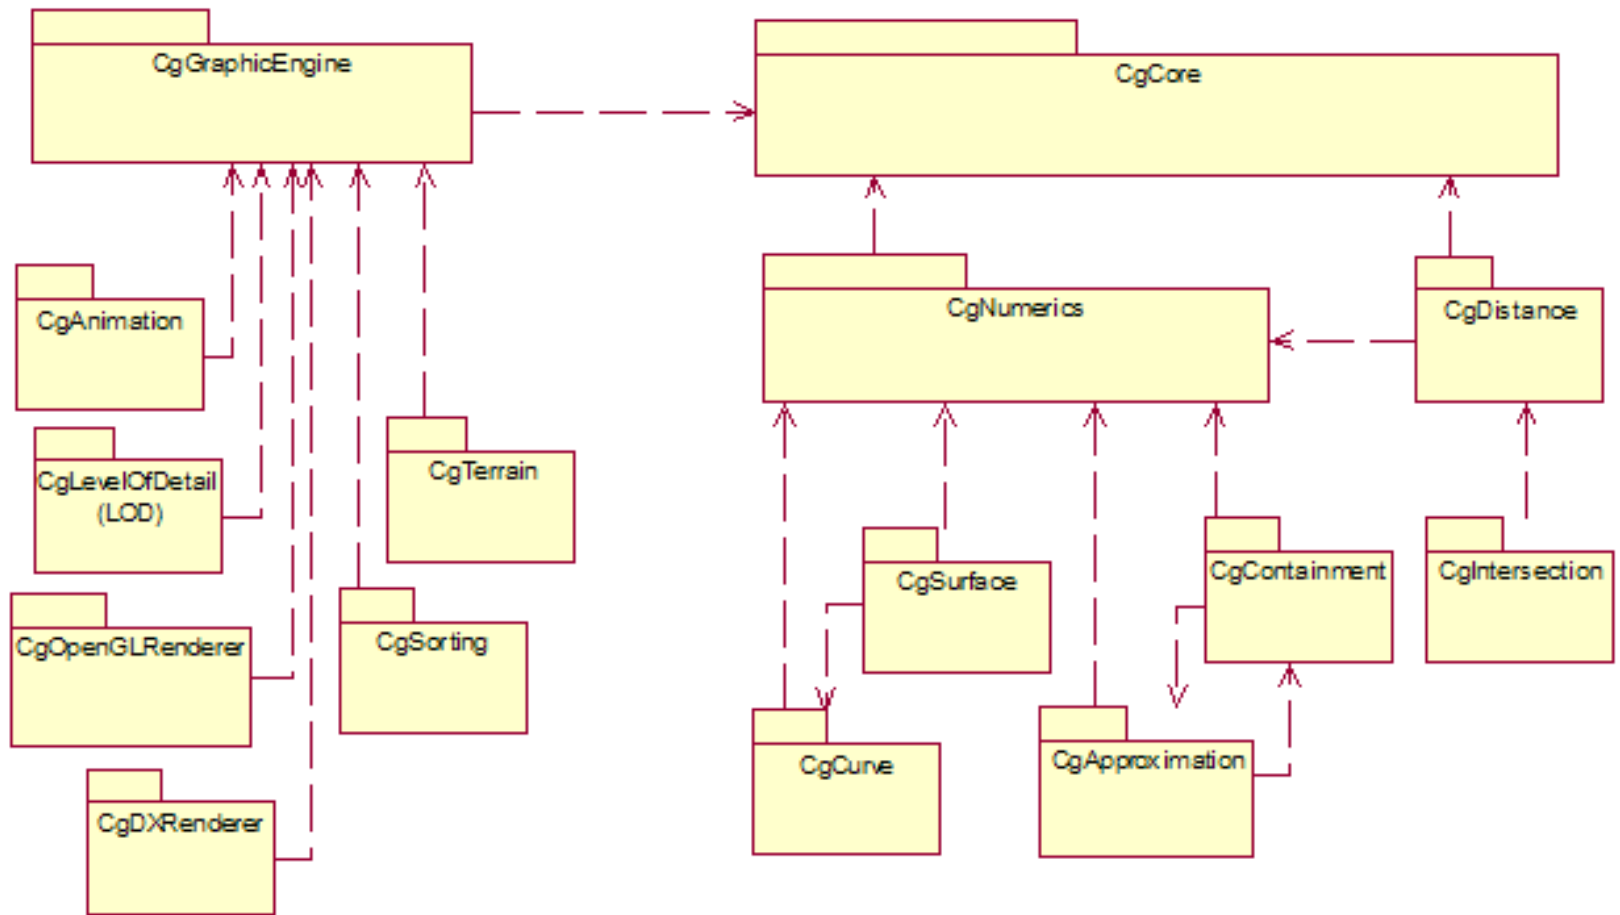 CgGraphicEngine
CgCore
CgAnimation
CgNumerics
CgDistance
CgLevelOfDetail
(LOD)
CgTerrain
CgSurface
CgContainment
CgIntersection
CgOpenGLRenderer
CgSorting
CgCurve
CgApproximation
CgDXRenderer